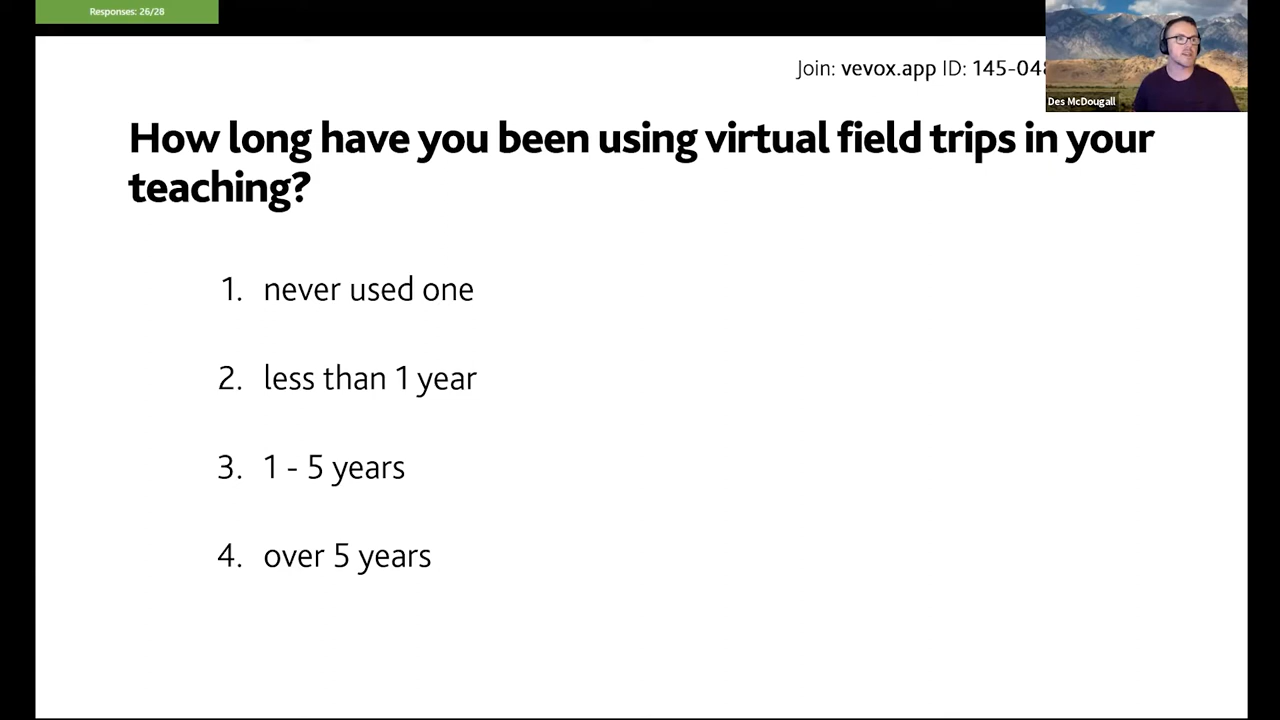 Responses: 26/28
Join: vevox.app ID: 145-04
Des McDougall
How long have you been using virtual field trips in your
teaching?
1. never used one
2. less than 1 year
3. 1 - 5 years
4. over 5 years